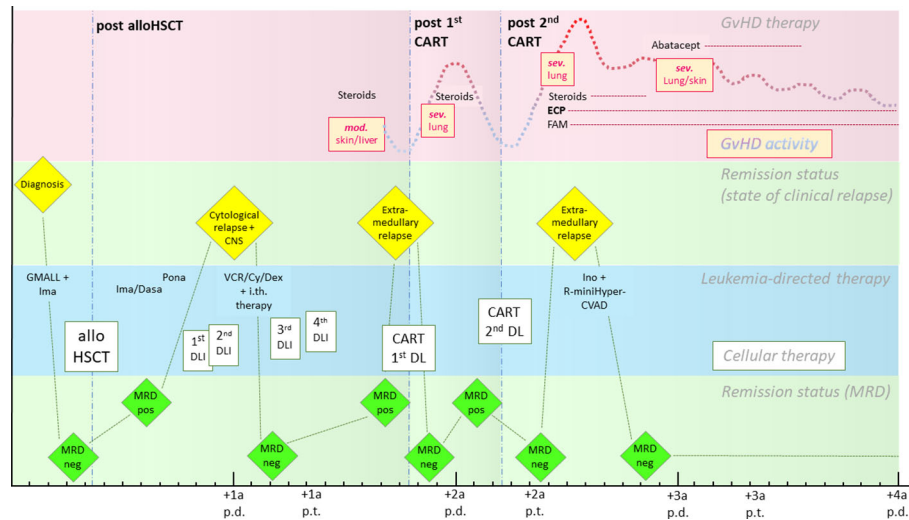 post alloHSCT
post 1st
CART
post 2nd
CART
GvHD therapy
Abatacept
sev.
lung
sev.
Lung/skin
Steroids
Steroids
Steroids
ECP
FAM
mod.
skin/liver
sev.
lung
GvHD activity
Diagnosis
Remission status
(state of clinical relapse)
Cytological
relapse +
CNS
Extra-
medullary
relapse
Extra-
medullary
relapse
GMALL +
Ima
Pona
Ima/Dasa
VCR/Cy/Dex
+ i.th.
therapy
Ino +
R-miniHyper-
CVAD
Leukemia-directed therapy
allo
HSCT
1st
DLI
2nd
DLI
3rd
DLI
4th
DLI
CART
1st DL
CART
2nd DL
Cellular therapy
Remission status (MRD)
MRD
pos
MRD
pos
MRD
pos
MRD
neg
MRD
neg
MRD
neg
MRD
neg
MRD
neg
+1a
p.d.
+1a
p.t.
+2a
p.d.
+2a
p.t.
+3a
p.d.
+3a
p.t.
+4a
p.d.